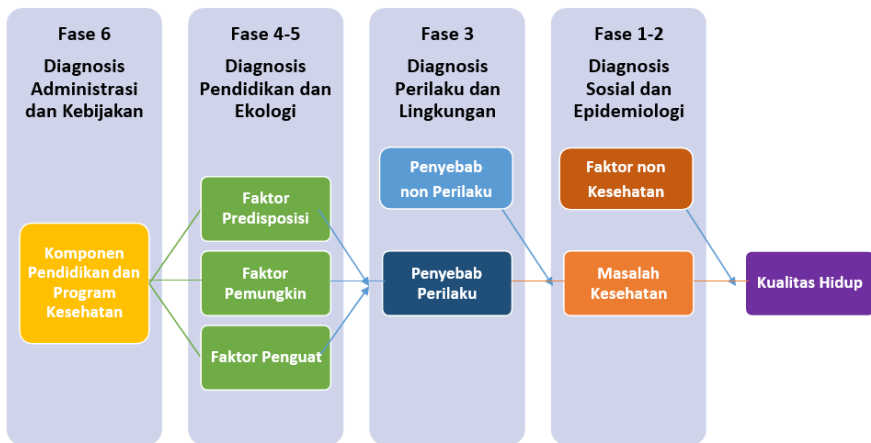 Fase 6
Diagnosis
Administrasi
dan Kebijakan
Komponen
Pendidikan dan
Program
Kesehatan
Fase 4-5
Diagnosis
Pendidikan dan
Ekologi
Faktor
Predisposisi
Faktor
Pemungkin
Faktor Penguat
Fase 3
Diagnosis
Perilaku dan
Lingkungan
Penyebab
non Perilaku
Penyebab
Perilaku
Fase 1-2
Diagnosis
Sosial dan
Epidemiologi
Faktor non
Kesehatan
Masalah
Kesehatan
Kualitas Hidup